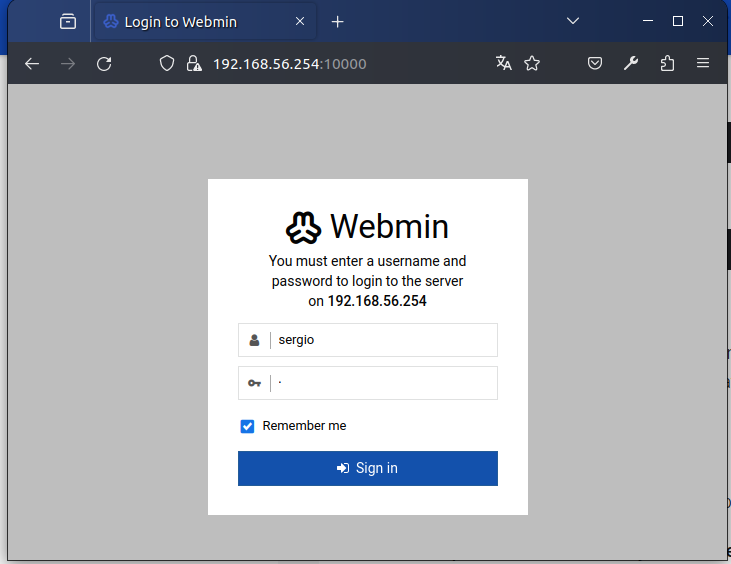 Login to Webmin
192.168.56.254:10000
Webmin
You must enter a username and
password to login to the server
on 192.168.56.254
sergio
Remember me
Sign in